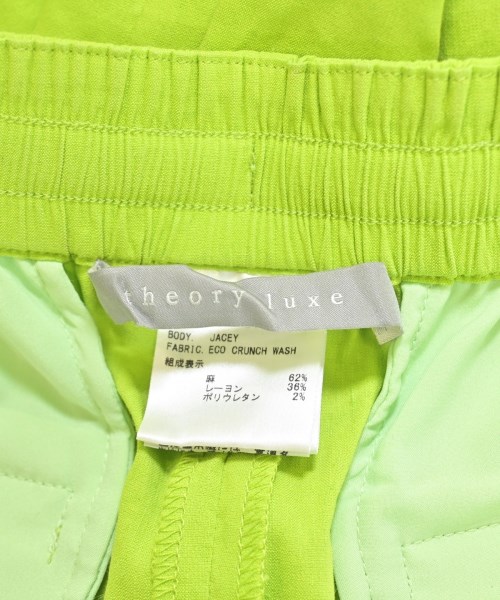 theory luxe
BODY. JACEY
FABRIC. ECO CRUNCH WASH
組成表示
麻 62%
レーヨン 36%
ポリウレタン 2%